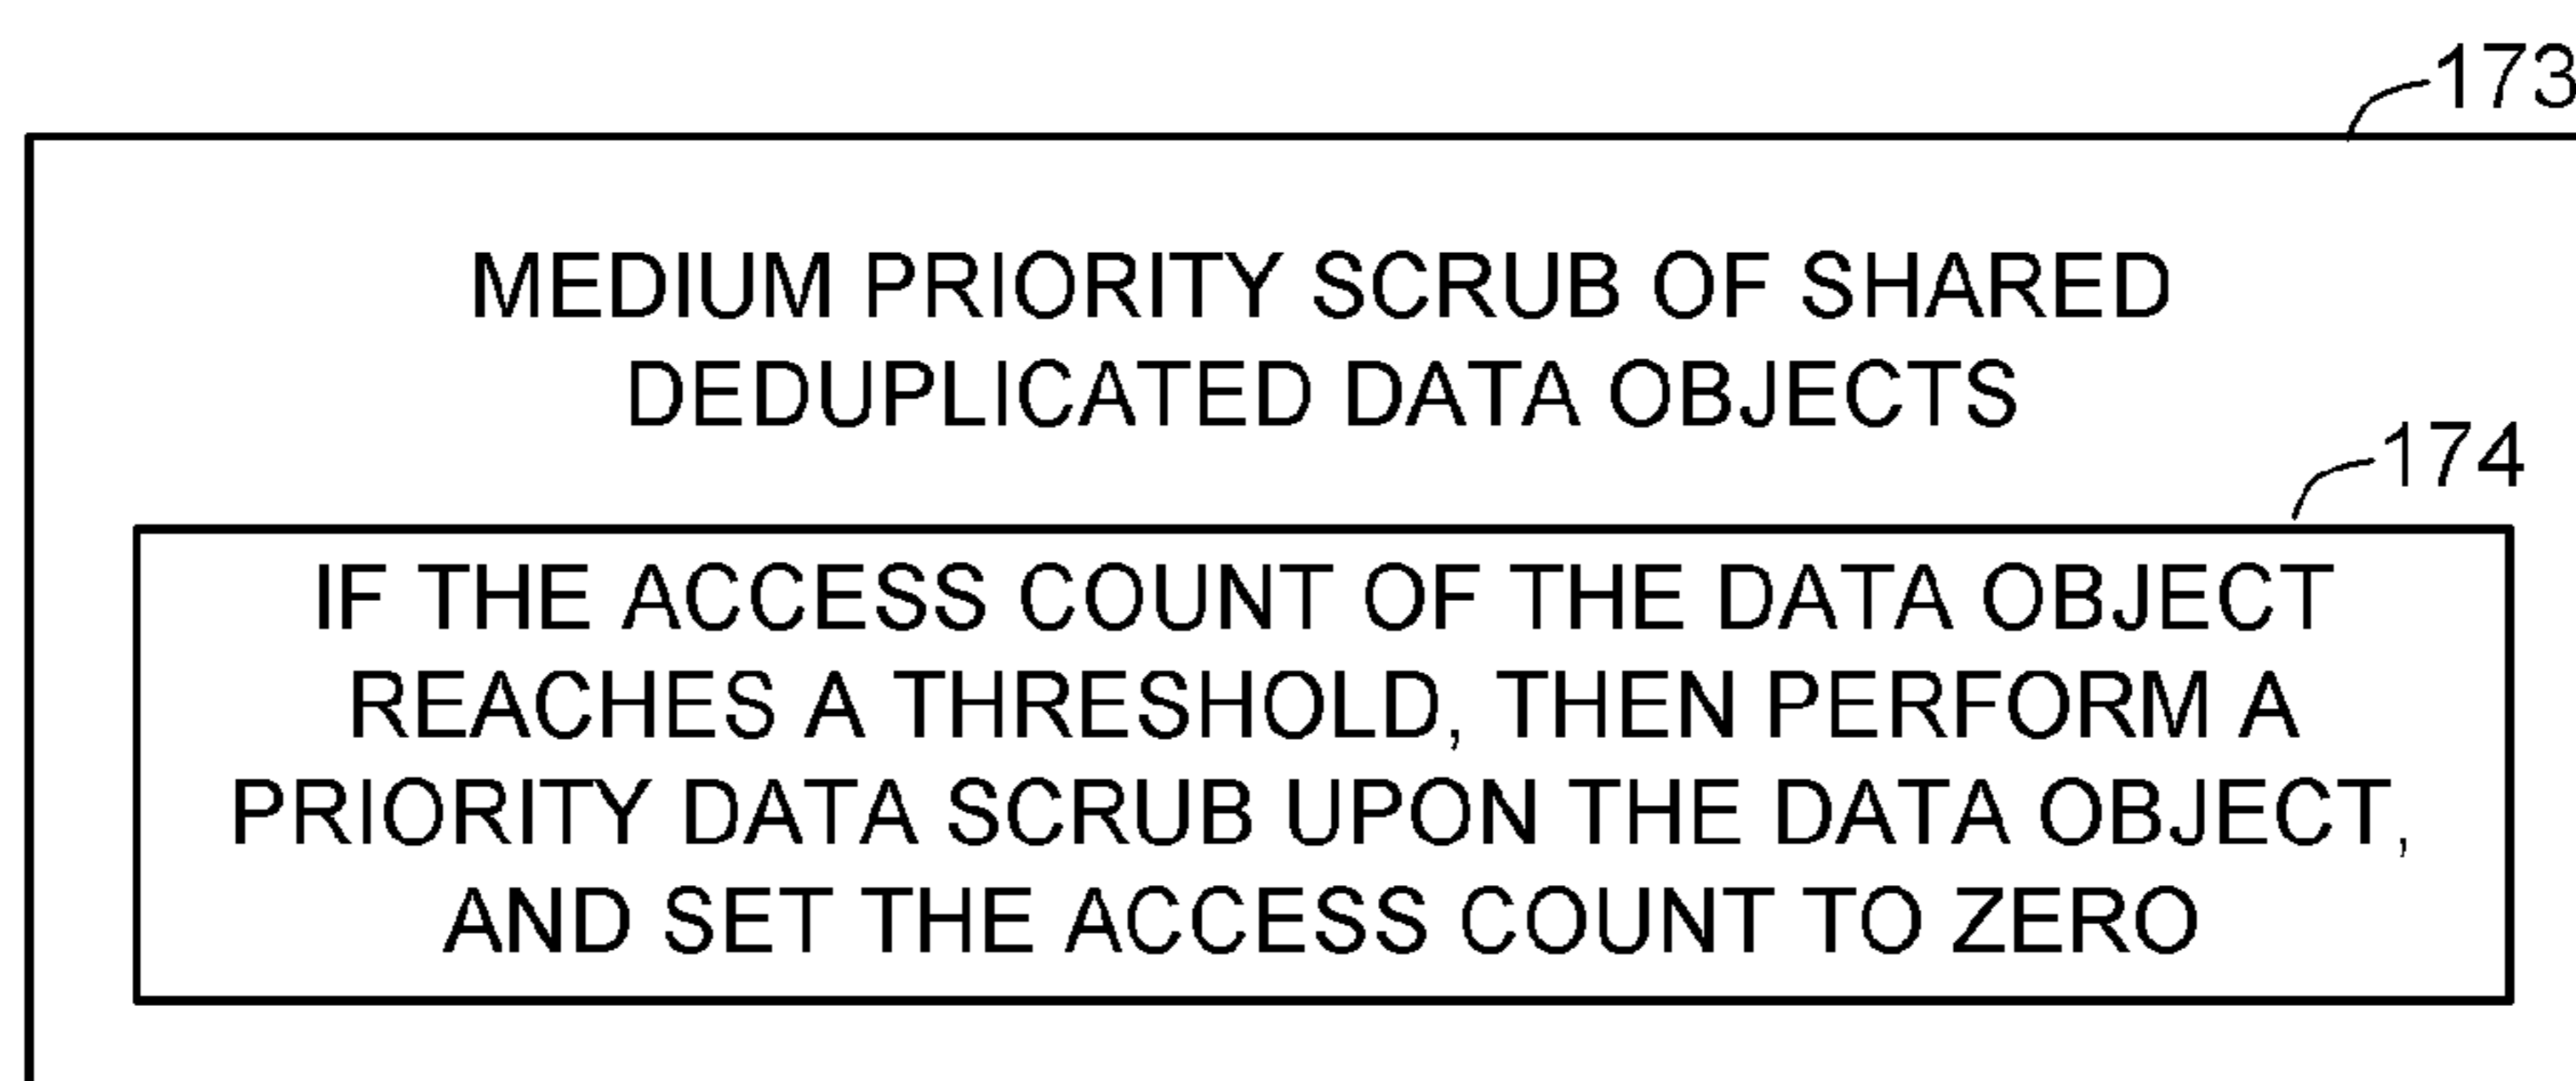 173
MEDIUM PRIORITY SCRUB OF SHARED
DEDUPLICATED DATA OBJECTS
174
IF THE ACCESS COUNT OF THE DATA OBJECT
REACHES A THRESHOLD, THEN PERFORM A
PRIORITY DATA SCRUB UPON THE DATA OBJECT,
AND SET THE ACCESS COUNT TO ZERO